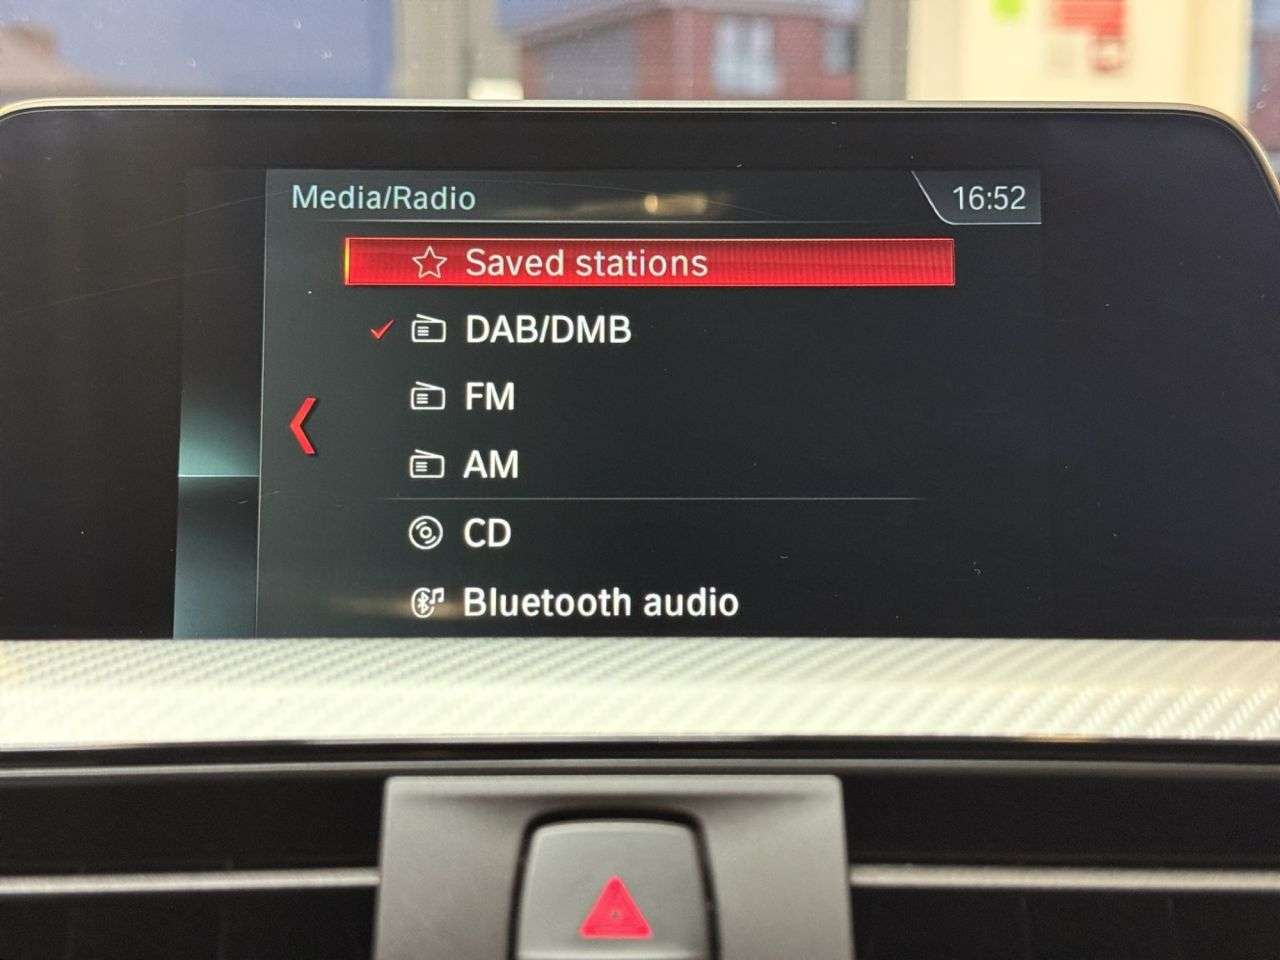 Media/Radio
16:52
Saved stations
DAB/DMB
FM
AM
CD
Bluetooth audio